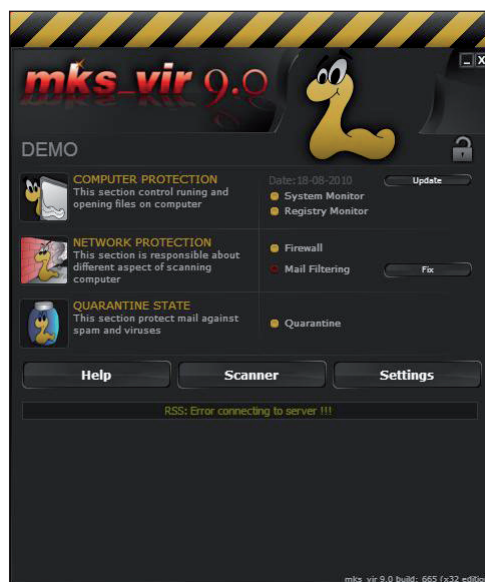 mks_vir 9.0
DEMO
COMPUTER PROTECTION
This section control runing and
opening files on computer
Date:18-08-2010
Update
System Monitor
Registry Monitor
NETWORK PROTECTION
This section is responsible about
different aspect of scanning
computer
Firewall
Mail Filtering
Fix
QUARANTINE STATE
This section protect mail against
spam and viruses
Quarantine
Help
Scanner
Settings
RSS: Error connecting to server !!!
mks_vir 9.0 build: 665 (x32 edition